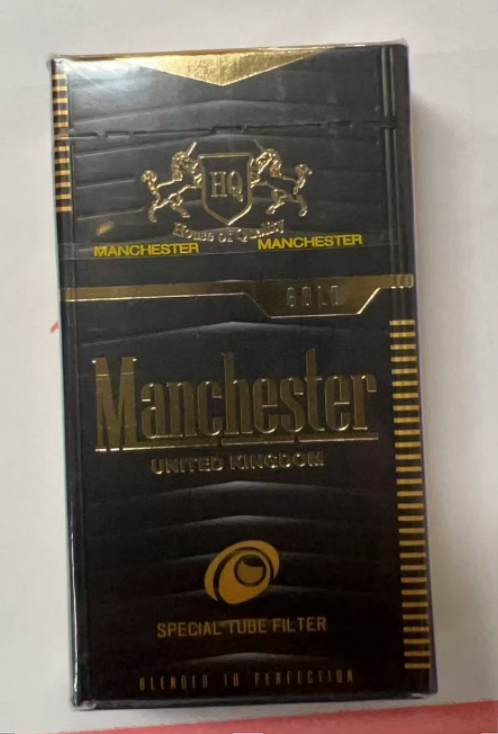 HQ
House of Quality
MANCHESTER MANCHESTER
GOLD
Manchester
UNITED KINGDOM
SPECIAL TUBE FILTER
BLENDED TO PERFECTION